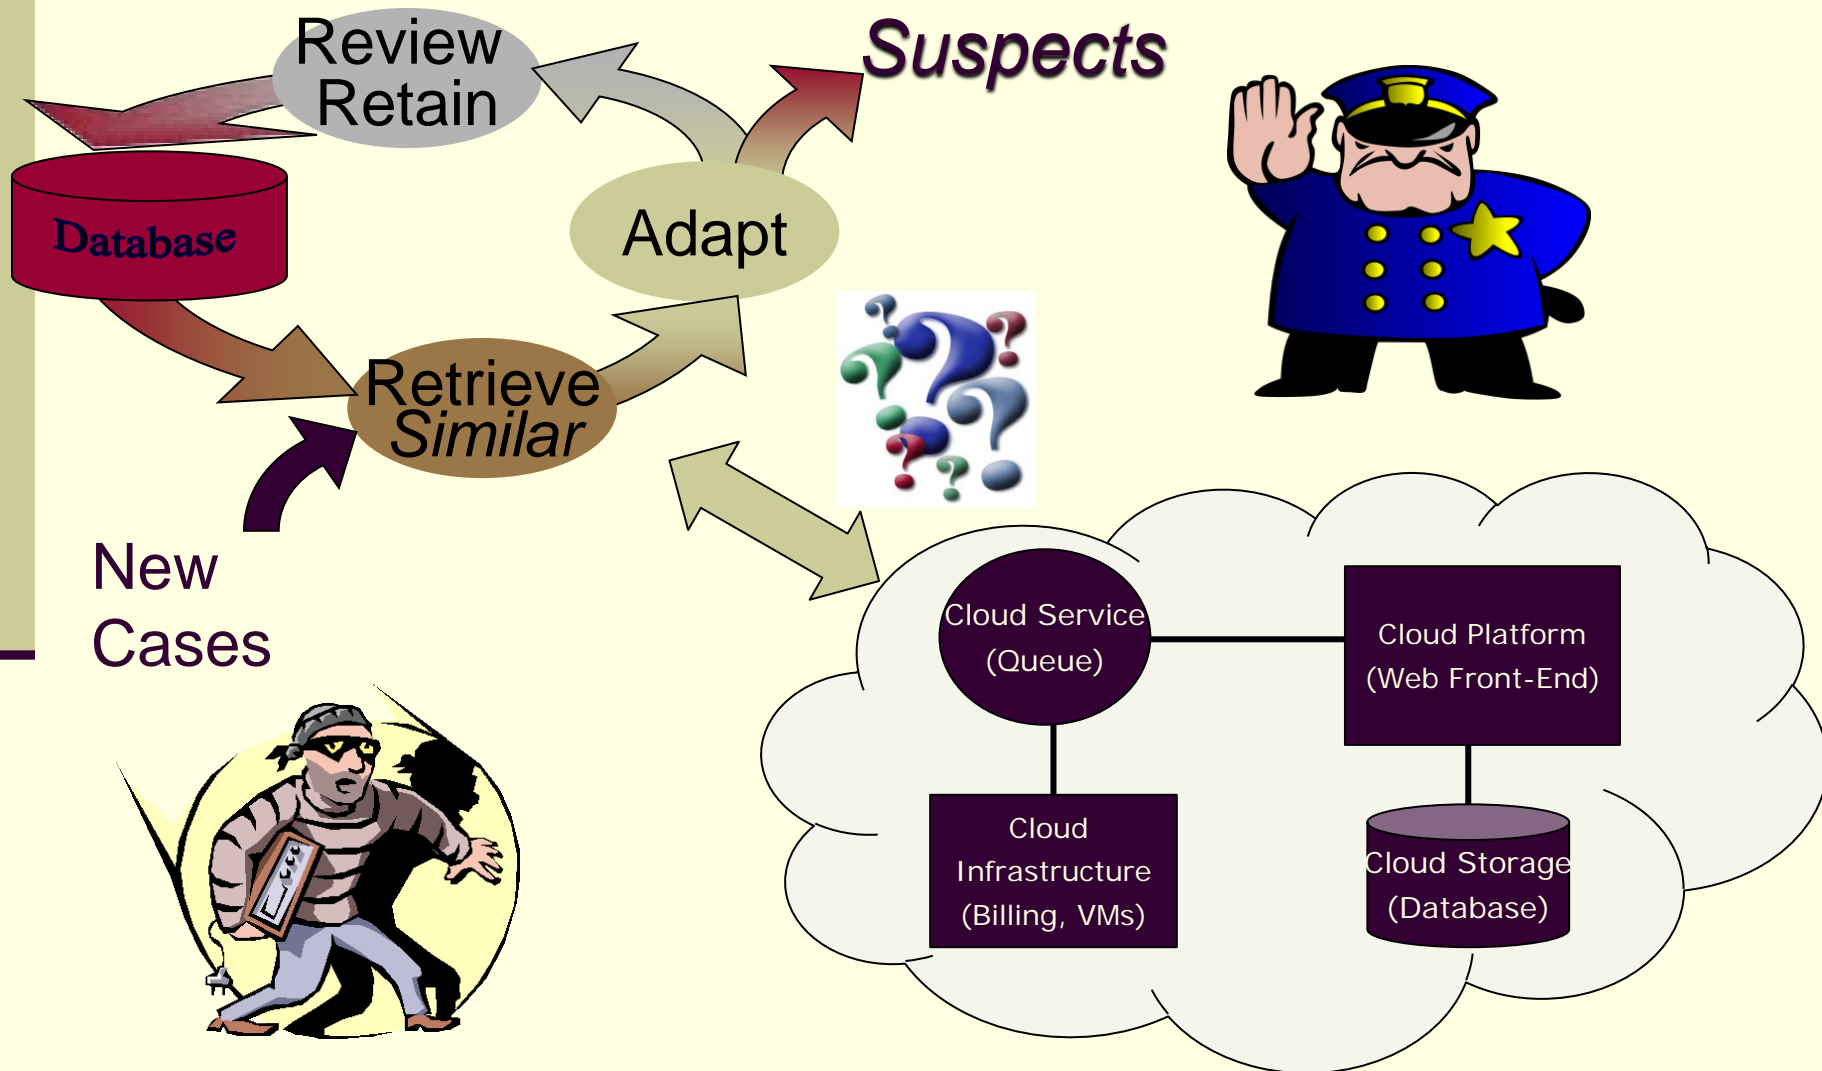 Review
Retain
Suspects
Database
Adapt
Retrieve
Similar
New
Cases
Cloud Service
(Queue)
Cloud Platform
(Web Front-End)
Cloud
Infrastructure
(Billing, VMs)
Cloud Storage
(Database)